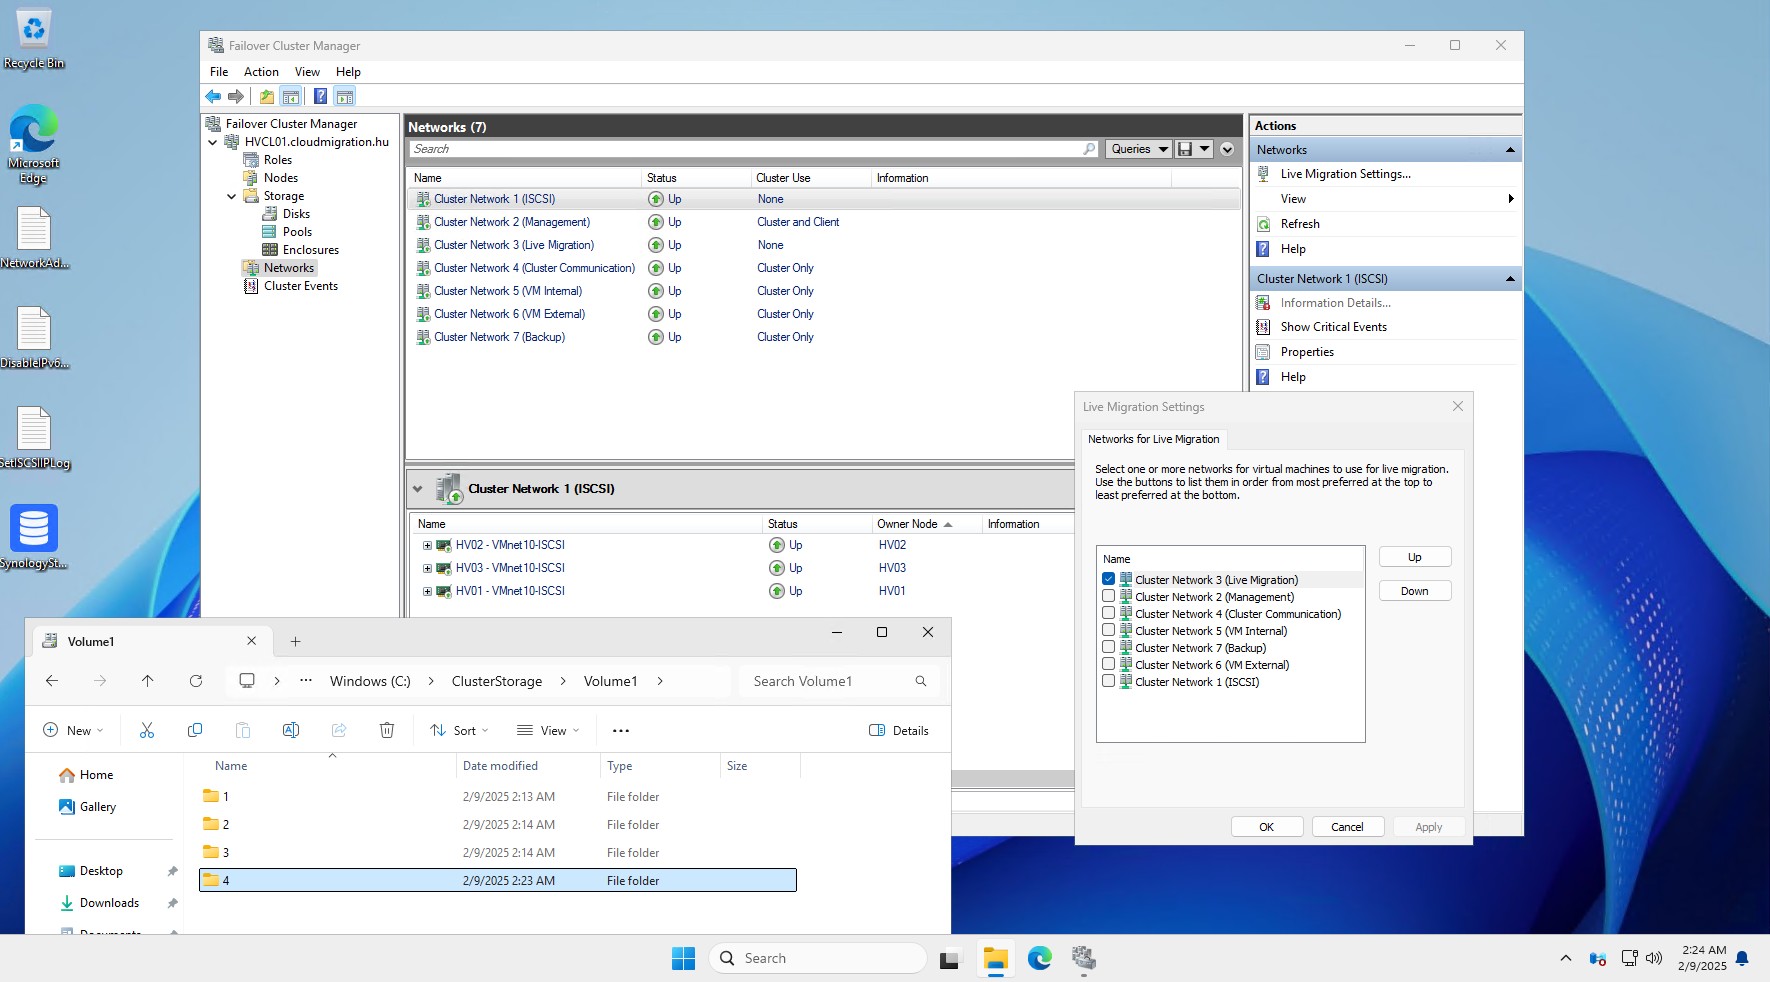 Recycle Bin
Microsoft
Edge
NetworkAd...
DisableIPv6...
SetISCSIIPLog
SynologySt...
Failover Cluster Manager
File Action View Help
Failover Cluster Manager
HVCL01.cloudmigration.hu
Roles
Nodes
Storage
Disks
Pools
Enclosures
Networks
Cluster Events
Networks (7)
Search
Queries
Name Status Cluster Use Information
Cluster Network 1 (ISCSI) Up None
Cluster Network 2 (Management) Up Cluster and Client
Cluster Network 3 (Live Migration) Up None
Cluster Network 4 (Cluster Communication) Up Cluster Only
Cluster Network 5 (VM Internal) Up Cluster Only
Cluster Network 6 (VM External) Up Cluster Only
Cluster Network 7 (Backup) Up Cluster Only
Cluster Network 1 (ISCSI)
Name Status Owner Node Information
HV02 - VMnet10-ISCSI Up HV02
HV03 - VMnet10-ISCSI Up HV03
HV01 - VMnet10-ISCSI Up HV01
Actions
Networks
Live Migration Settings...
View
Refresh
Help
Cluster Network 1 (ISCSI)
Information Details...
Show Critical Events
Properties
Help
Live Migration Settings
Networks for Live Migration
Select one or more networks for virtual machines to use for live migration.
Use the buttons to list them in order from most preferred at the top to
least preferred at the bottom.
Name
Cluster Network 3 (Live Migration)
Cluster Network 2 (Management)
Cluster Network 4 (Cluster Communication)
Cluster Network 5 (VM Internal)
Cluster Network 7 (Backup)
Cluster Network 6 (VM External)
Cluster Network 1 (ISCSI)
Up
Down
OK Cancel Apply
Volume1
... Windows (C:) > ClusterStorage > Volume1 >
Search Volume1
New Sort View ... Details
Home
Gallery
Desktop
Downloads
Documents
Name Date modified Type Size
1 2/9/2025 2:13 AM File folder
2 2/9/2025 2:14 AM File folder
3 2/9/2025 2:14 AM File folder
4 2/9/2025 2:23 AM File folder
Search
2:24 AM
2/9/2025